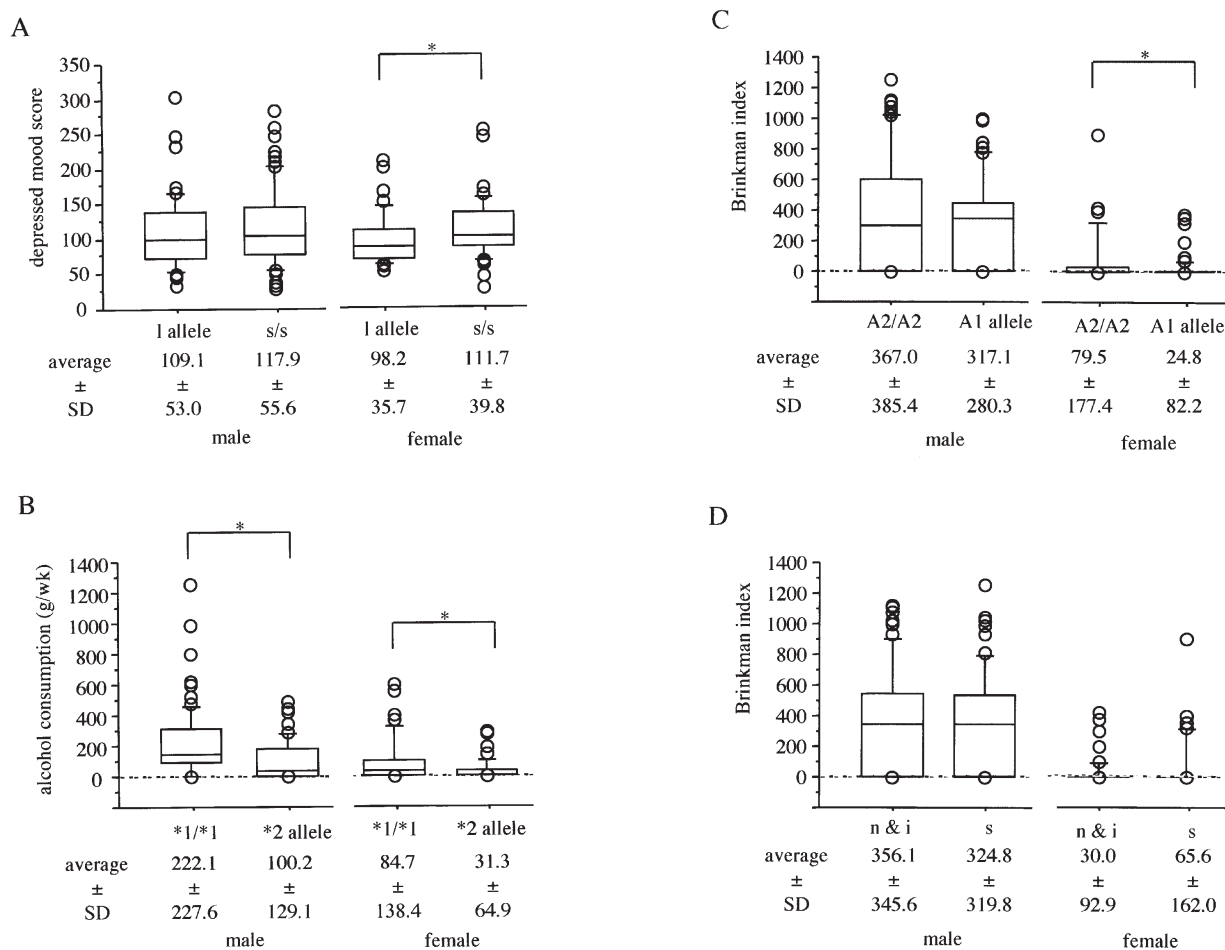 A
*
350
300
250
200
150
100
50
0
depressed mood score
l allele s/s l allele s/s
average 109.1 117.9 98.2 111.7
± ± ± ± ±
SD 53.0 55.6 35.7 39.8
male female
B
*
*
1400
1200
1000
800
600
400
200
0
alcohol consumption (g/wk)
*1/*1 *2 allele *1/*1 *2 allele
average 222.1 100.2 84.7 31.3
± ± ± ± ±
SD 227.6 129.1 138.4 64.9
male female
C
*
1400
1200
1000
800
600
400
200
0
Brinkman index
A2/A2 A1 allele A2/A2 A1 allele
average 367.0 317.1 79.5 24.8
± ± ± ± ±
SD 385.4 280.3 177.4 82.2
male female
D
1400
1200
1000
800
600
400
200
0
Brinkman index
n & i s n & i s
average 356.1 324.8 30.0 65.6
± ± ± ± ±
SD 345.6 319.8 92.9 162.0
male female